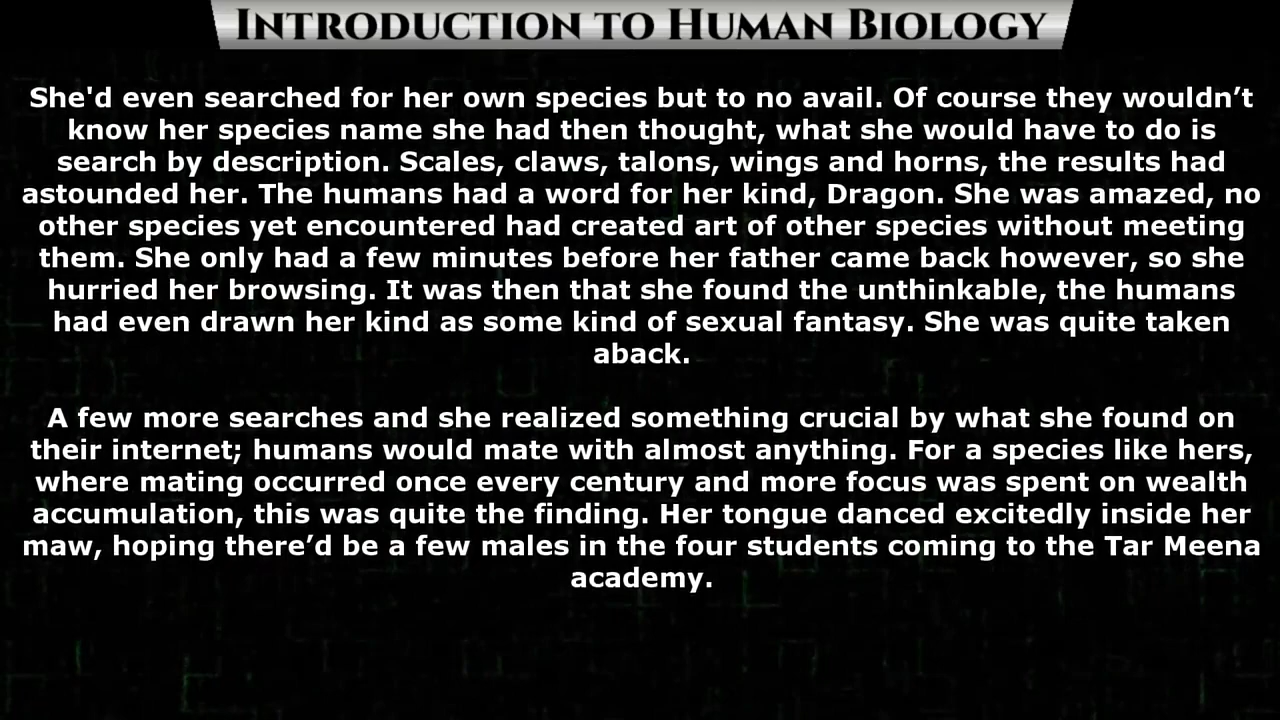 Introduction to Human Biology
She'd even searched for her own species but to no avail. Of course they wouldn’t
know her species name she had then thought, what she would have to do is
search by description. Scales, claws, talons, wings and horns, the results had
astounded her. The humans had a word for her kind, Dragon. She was amazed, no
other species yet encountered had created art of other species without meeting
them. She only had a few minutes before her father came back however, so she
hurried her browsing. It was then that she found the unthinkable, the humans
had even drawn her kind as some kind of sexual fantasy. She was quite taken
aback.
A few more searches and she realized something crucial by what she found on
their internet; humans would mate with almost anything. For a species like hers,
where mating occurred once every century and more focus was spent on wealth
accumulation, this was quite the finding. Her tongue danced excitedly inside her
maw, hoping there’d be a few males in the four students coming to the Tar Meena
academy.